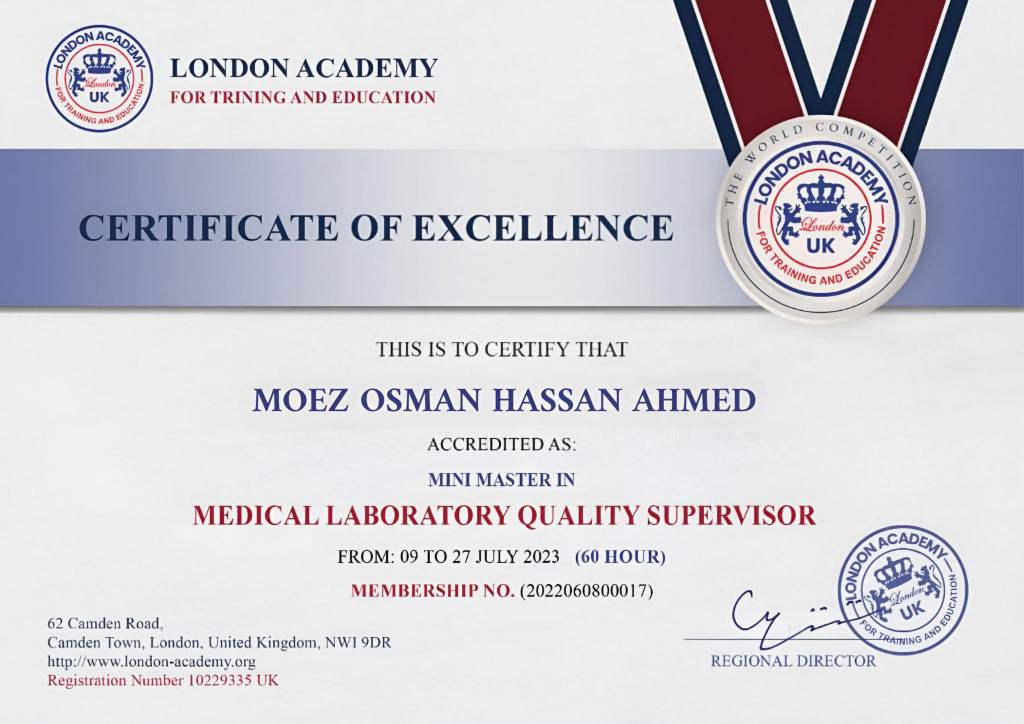 LONDON ACADEMY
London
UK
FOR TRAINING AND EDUCATION
LONDON ACADEMY
FOR TRINING AND EDUCATION
THE WORLD COMPETITION
LONDON ACADEMY
London
UK
FOR TRAINING AND EDUCATION
CERTIFICATE OF EXCELLENCE
THIS IS TO CERTIFY THAT
MOEZ OSMAN HASSAN AHMED
ACCREDITED AS:
MINI MASTER IN
MEDICAL LABORATORY QUALITY SUPERVISOR
FROM: 09 TO 27 JULY 2023 (60 HOUR)
MEMBERSHIP NO. (2022060800017)
LONDON ACADEMY
London
UK
FOR TRAINING AND EDUCATION
REGIONAL DIRECTOR
62 Camden Road,
Camden Town, London, United Kingdom, NWI 9DR
http://www.london-academy.org
Registration Number 10229335 UK